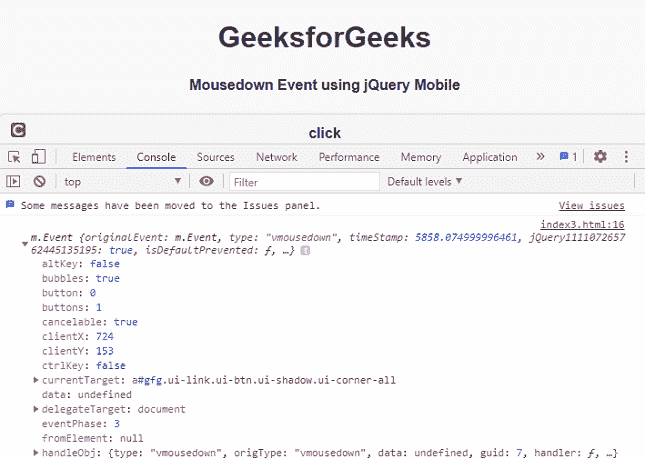 GeeksforGeeks
Mousedown Event using jQuery Mobile
click
Elements Console Sources Network Performance Memory Application » 1
top Filter Default levels
Some messages have been moved to the Issues panel. View issues
index3.html:16
m.Event {originalEvent: m.Event, type: "vmousedown", timeStamp: 5858.074999996461, jQuery1111072657
62445135195: true, isDefaultPrevented: ƒ, …}
altKey: false
bubbles: true
button: 0
buttons: 1
cancelable: true
clientX: 724
clientY: 153
ctrlKey: false
currentTarget: a#gfg.ui-link.ui-btn.ui-shadow.ui-corner-all
data: undefined
delegateTarget: document
eventPhase: 3
fromElement: null
handleObj: {type: "vmousedown", origType: "vmousedown", data: undefined, guid: 7, handler: ƒ, …}